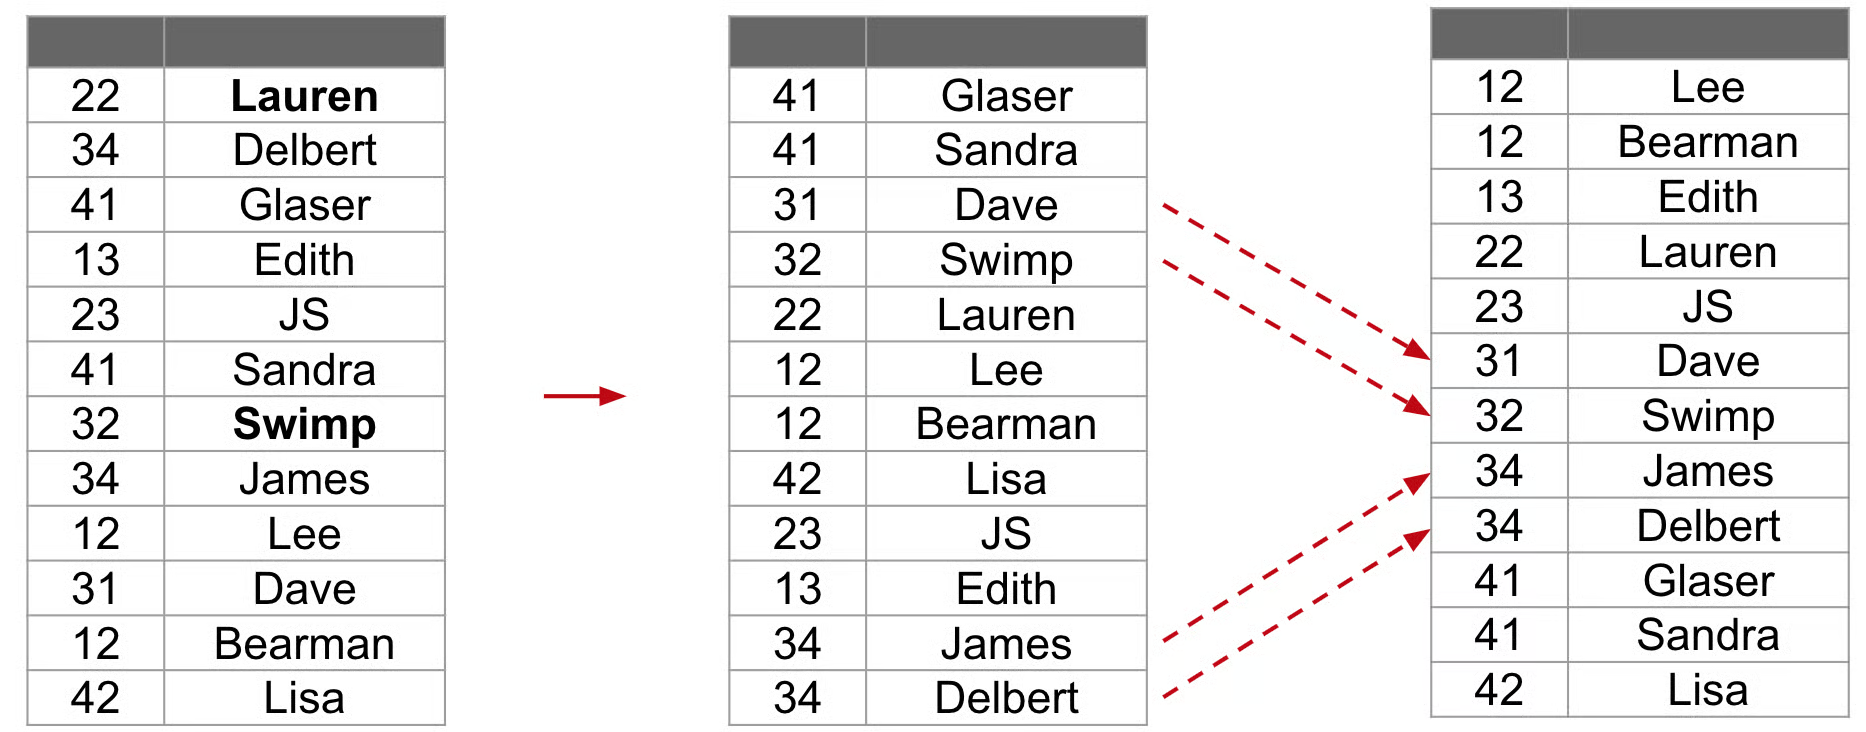 22 Lauren
34 Delbert
41 Glaser
13 Edith
23 JS
41 Sandra
32 Swimp
34 James
12 Lee
31 Dave
12 Bearman
42 Lisa
41 Glaser
41 Sandra
31 Dave
32 Swimp
22 Lauren
12 Lee
12 Bearman
42 Lisa
23 JS
13 Edith
34 James
34 Delbert
12 Lee
12 Bearman
13 Edith
22 Lauren
23 JS
31 Dave
32 Swimp
34 James
34 Delbert
41 Glaser
41 Sandra
42 Lisa